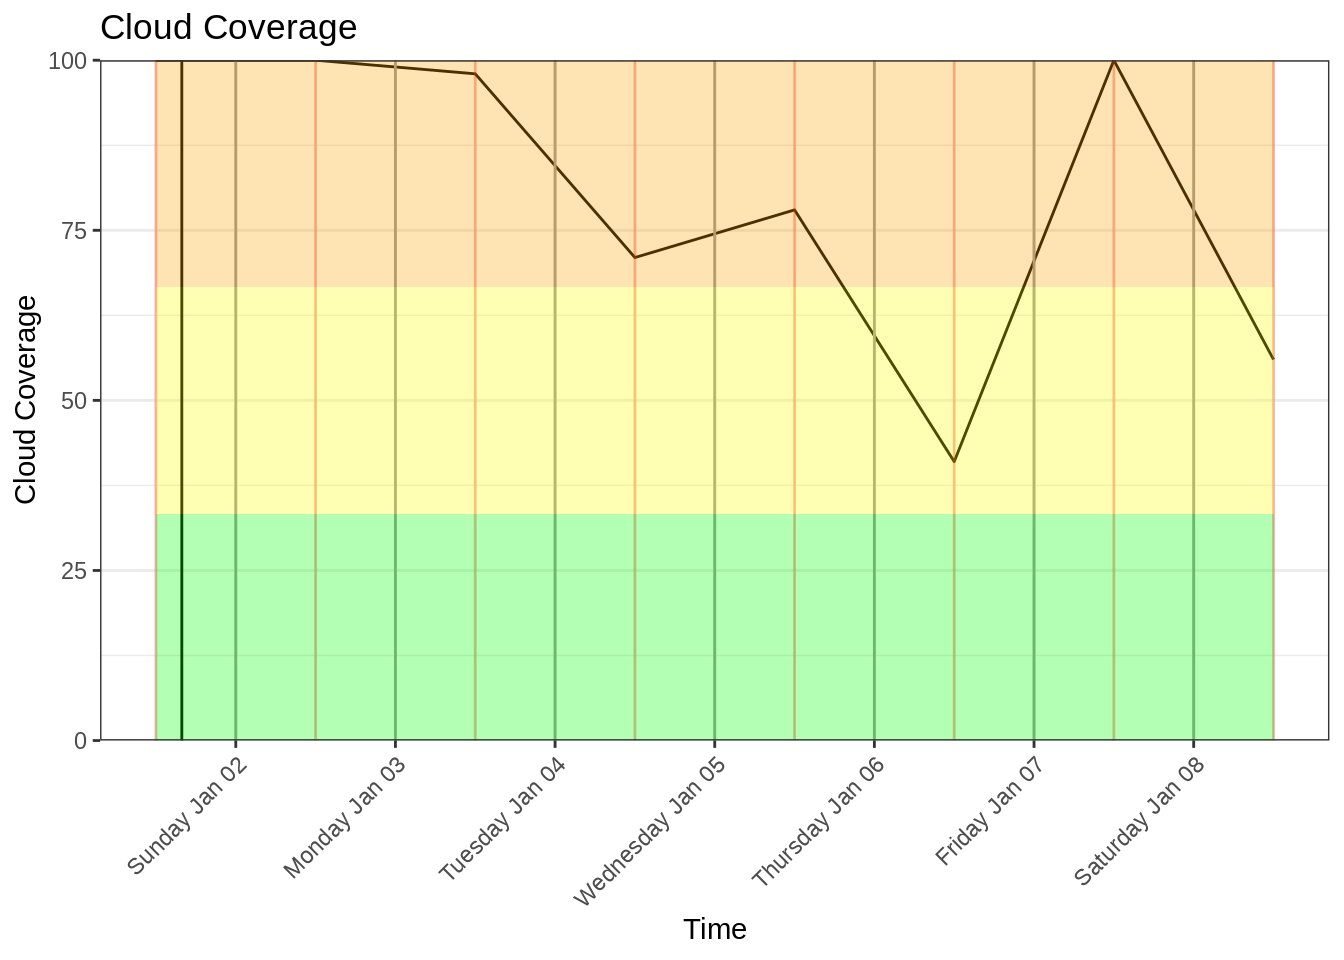 Cloud Coverage
100
75
50
25
0
Cloud Coverage
Sunday Jan 02
Monday Jan 03
Tuesday Jan 04
Wednesday Jan 05
Thursday Jan 06
Friday Jan 07
Saturday Jan 08
Time